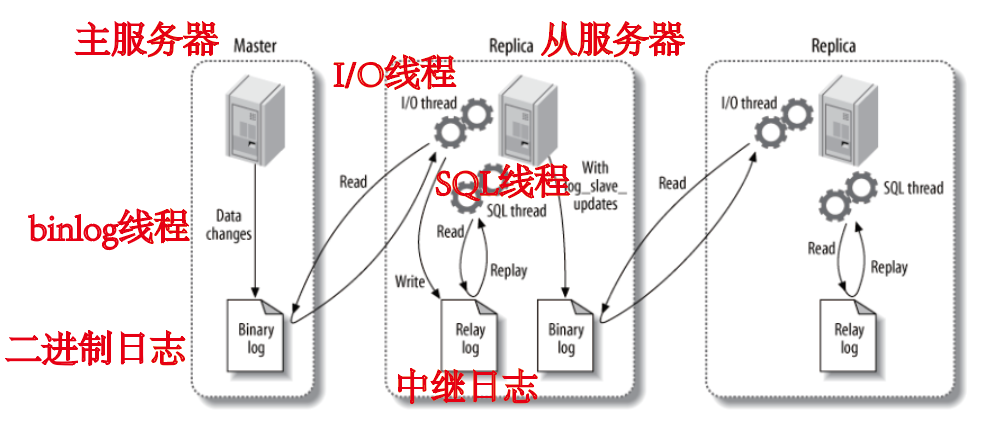 主服务器
Master
Replica
从服务器
Replica
I/O线程
I/O thread
I/O thread
Read
SQL线程
With
log_slave_
updates
Read
SQL thread
SQL thread
binlog线程
Data
changes
Read
Replay
Write
Read
Replay
二进制日志
Binary
log
Relay
log
Binary
log
Relay
log
中继日志